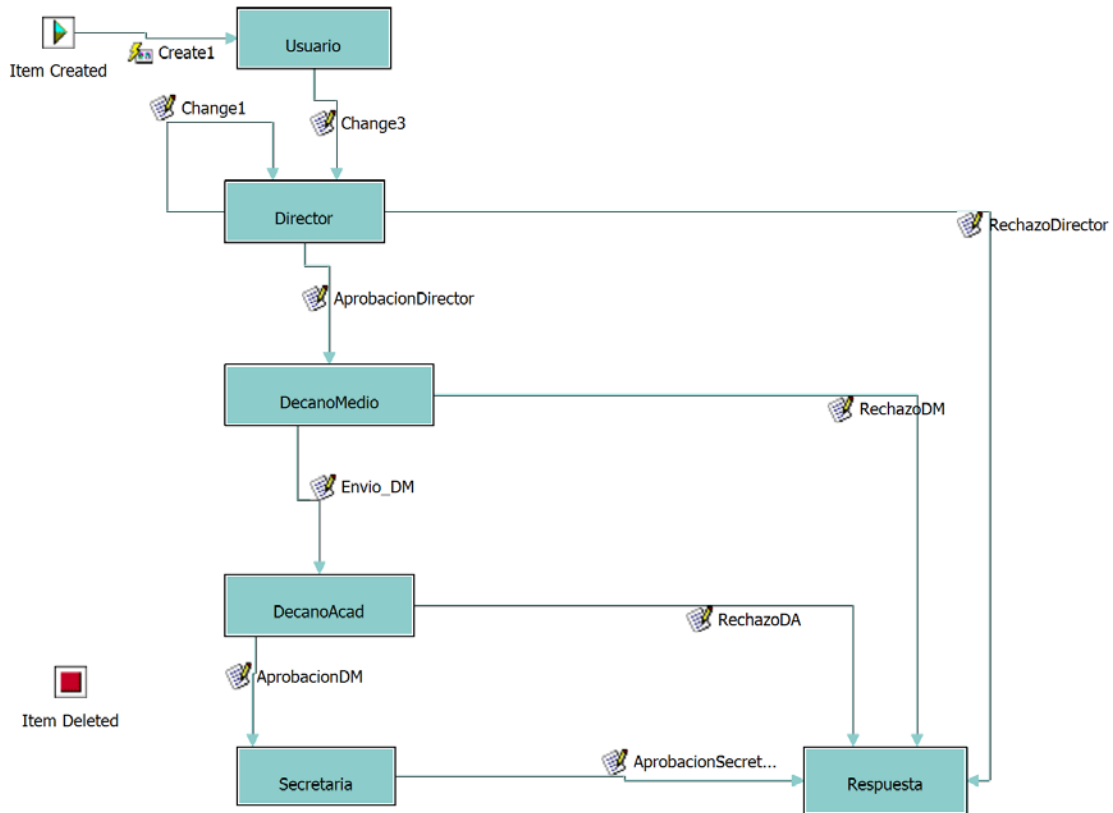 Usuario
Create1
Item Created
Change1
Change3
Director
RechazoDirector
AprobacionDirector
DecanoMedio
RechazoDM
Envio_DM
DecanoAcad
RechazoDA
AprobacionDM
Item Deleted
AprobacionSecret...
Secretaria
Respuesta